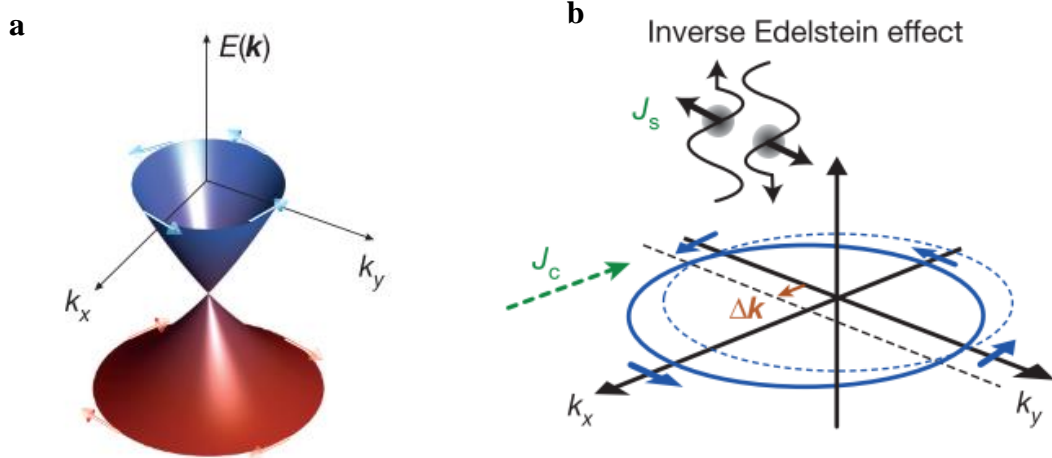 a
E(k)
kx
ky
b
Inverse Edelstein effect
Js
Jc
Δk
kx
ky